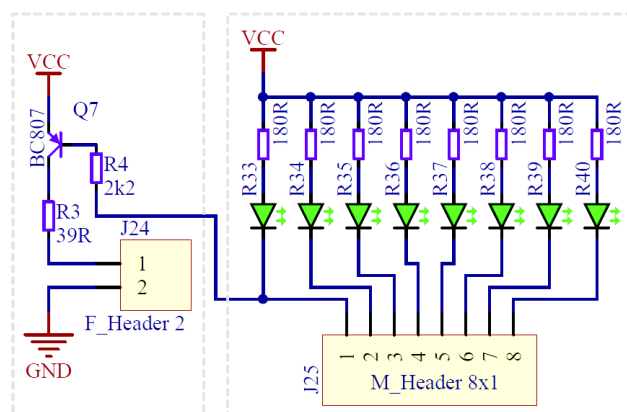 VCC
BC807
Q7
R4
2k2
R3
39R
J24
1
2
F_Header 2
GND
VCC
180R
180R
180R
180R
180R
180R
180R
180R
R33
R34
R35
R36
R37
R38
R39
R40
1 2 3 4 5 6 7 8
J25
M_Header 8x1